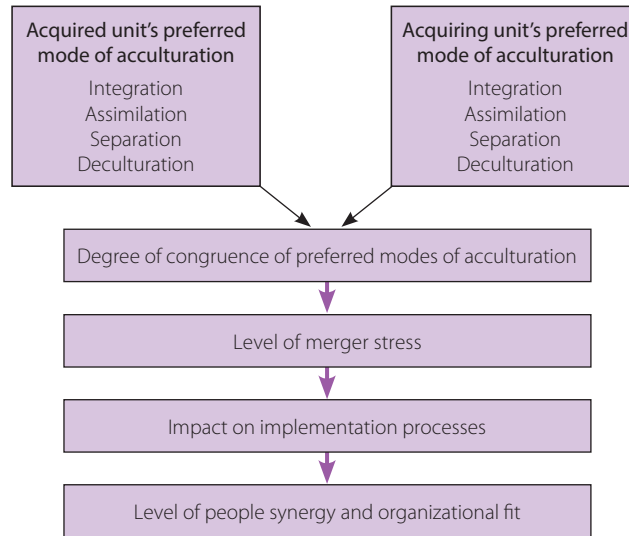 Acquired unit's preferred
mode of acculturation
Integration
Assimilation
Separation
Deculturation
Acquiring unit's preferred
mode of acculturation
Integration
Assimilation
Separation
Deculturation
Degree of congruence of preferred modes of acculturation
Level of merger stress
Impact on implementation processes
Level of people synergy and organizational fit